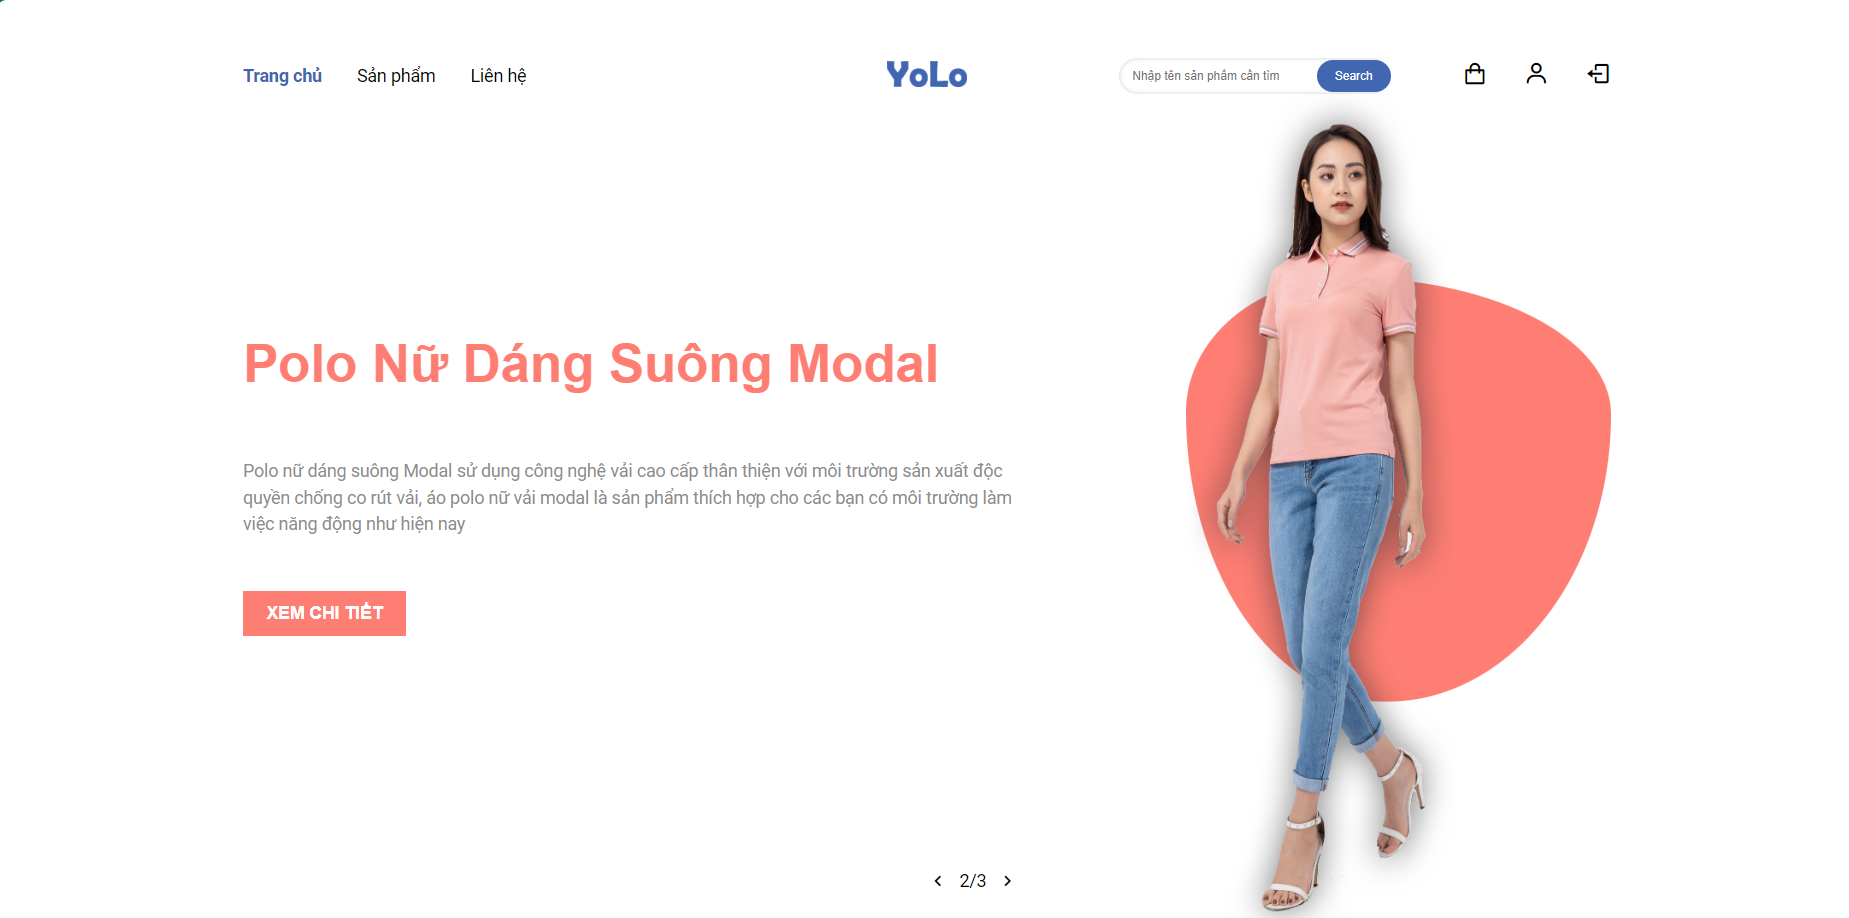 Trang chủ
Sản phẩm
Liên hệ
YoLo
Nhập tên sản phẩm cần tìm
Search
Polo Nữ Dáng Suông Modal
Polo nữ dáng suông Modal sử dụng công nghệ vải cao cấp thân thiện với môi trường sản xuất độc
quyền chống co rút vải, áo polo nữ vải modal là sản phẩm thích hợp cho các bạn có môi trường làm
việc năng động như hiện nay
XEM CHI TIẾT
2/3